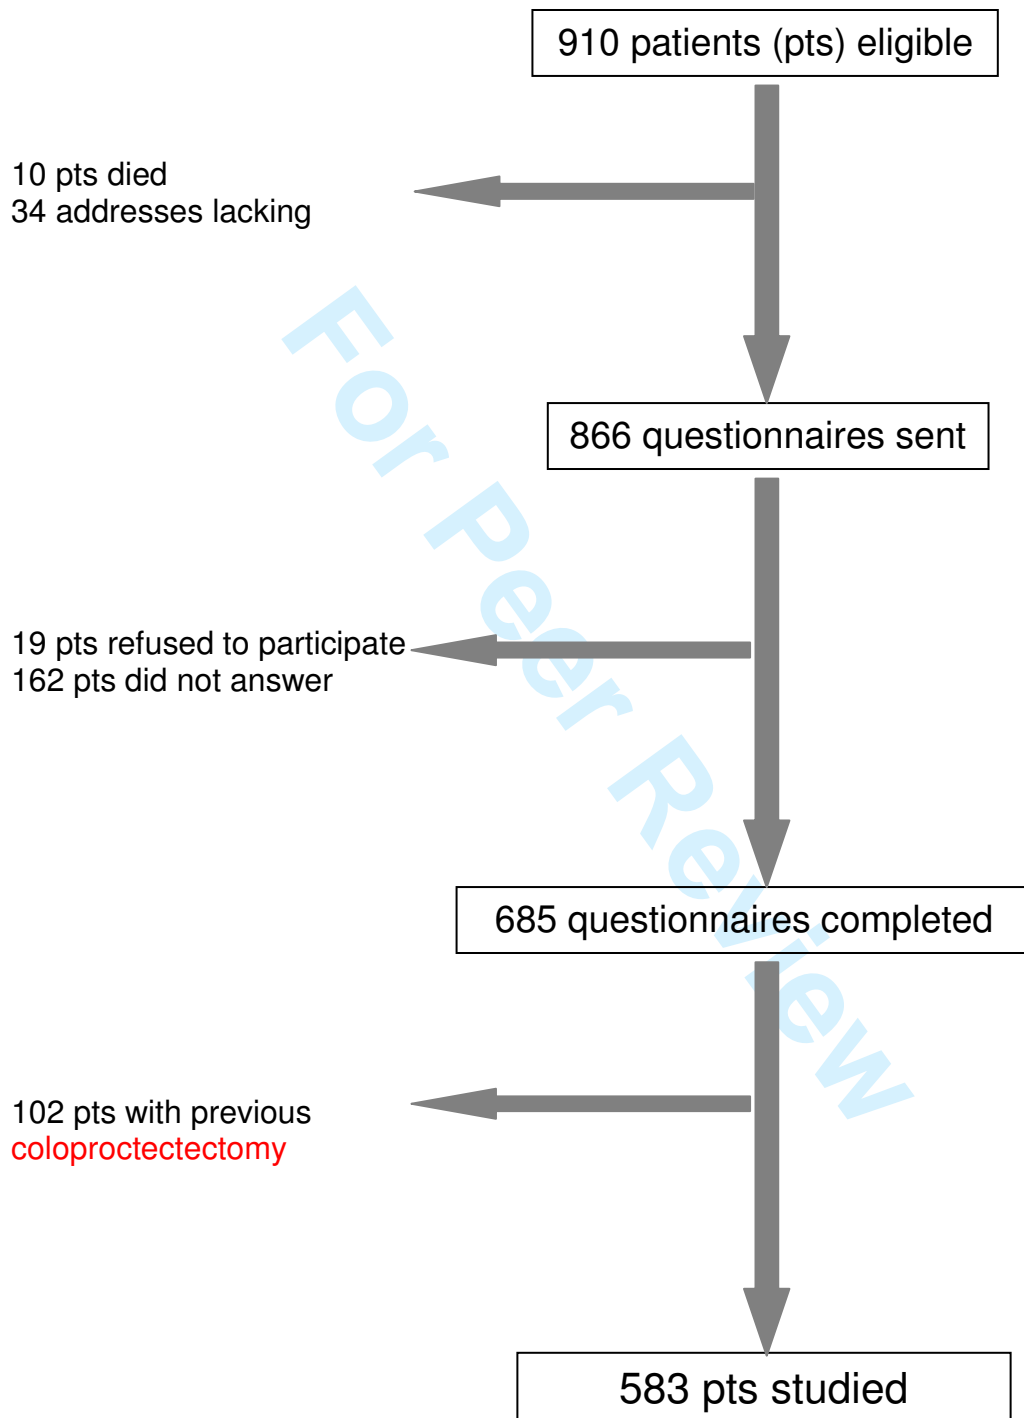 910 patients (pts) eligible
10 pts died
34 addresses lacking
866 questionnaires sent
19 pts refused to participate
162 pts did not answer
685 questionnaires completed
102 pts with previous
coloproctectectomy
583 pts studied
For Peer Review